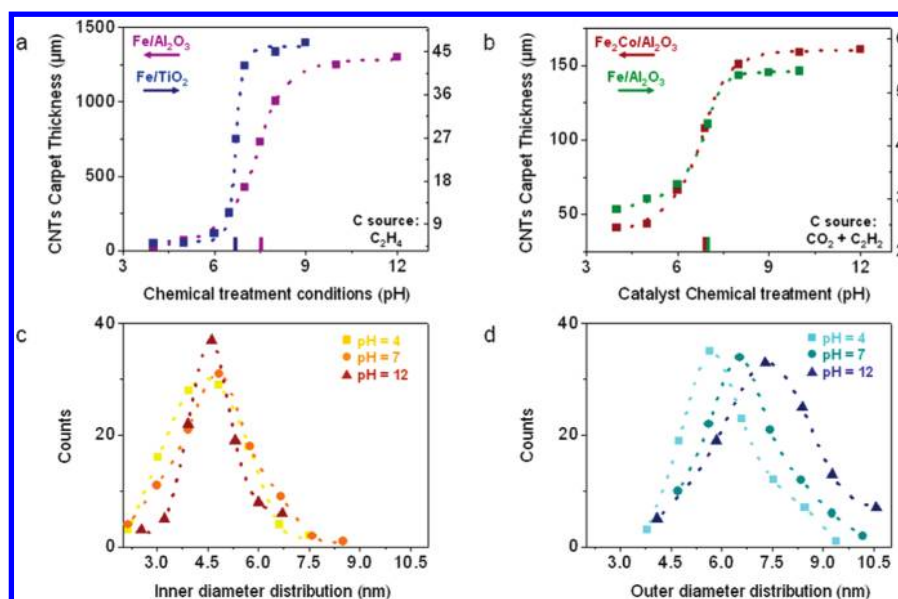 a
Fe/Al2O3
Fe/TiO2
CNTs Carpet Thickness (µm)
1500
1250
1000
750
500
250
0
45
36
27
18
9
C source:
C2H4
3
6
9
12
Chemical treatment conditions (pH)
b
Fe2Co/Al2O3
Fe/Al2O3
CNTs Carpet Thickness (µm)
150
100
50
C source:
CO2 + C2H2
3
6
9
12
Catalyst Chemical treatment (pH)
c
pH = 4
pH = 7
pH = 12
Counts
40
20
0
3.0
4.5
6.0
7.5
10.5
Inner diameter distribution (nm)
d
pH = 4
pH = 7
pH = 12
Counts
40
20
0
3.0
4.5
6.0
7.5
9.0
10.5
Outer diameter distribution (nm)